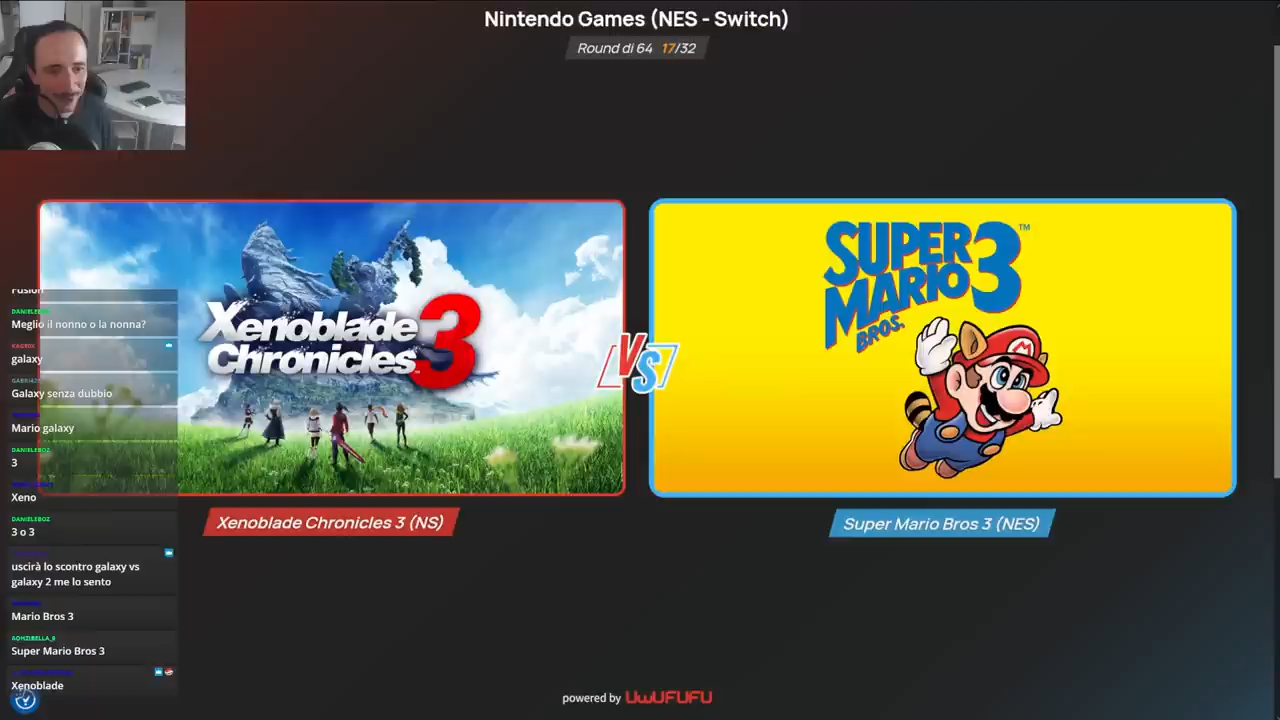 Nintendo Games (NES - Switch)
Round di 64 17/32
Xenoblade
Chronicles 3
SUPER
MARIO 3
BROS.
TM
VS
Xenoblade Chronicles 3 (NS)
Super Mario Bros 3 (NES)
Fusion
Meglio il nonno o la nonna?
galaxy
Galaxy senza dubbio
Mario galaxy
DANIELEBOZ
3
Xeno
DANIELEBOZ
3 o 3
uscirà lo scontro galaxy vs
galaxy 2 me lo sento
Mario Bros 3
Super Mario Bros 3
Xenoblade
powered by UWUFUFU